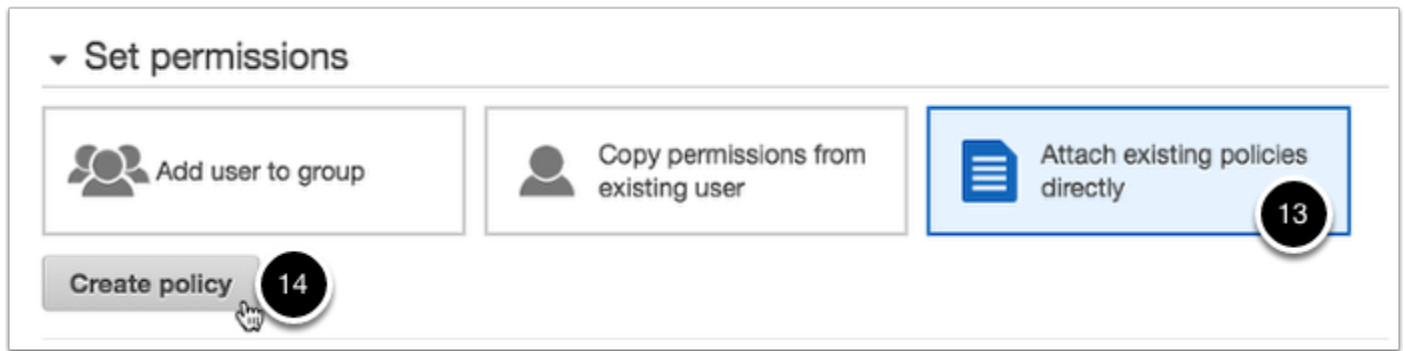 Set permissions
Add user to group
Copy permissions from
existing user
Attach existing policies
directly
13
Create policy
14